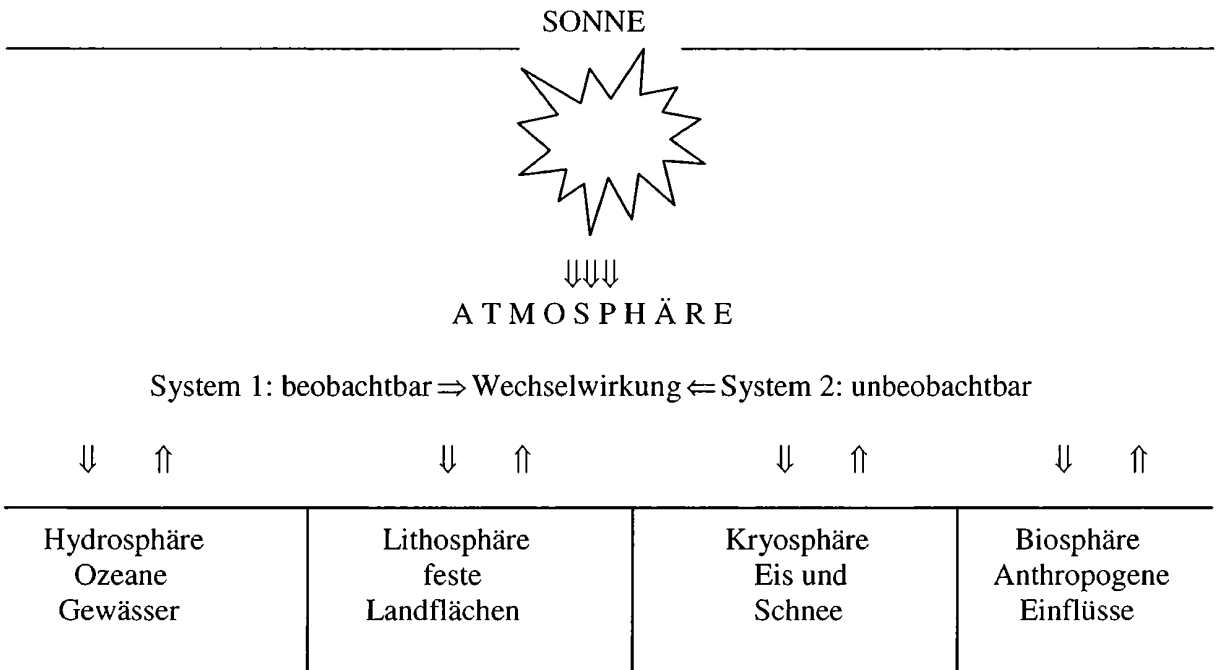 SONNE
⇓⇓⇓
A T M O S P H Ä R E
System 1: beobachtbar ⇒ Wechselwirkung ⇐ System 2: unbeobachtbar
⇓ ⇑ ⇓ ⇑ ⇓ ⇑ ⇓ ⇑
Hydrosphäre
Ozeane
Gewässer
Lithosphäre
feste
Landflächen
Kryosphäre
Eis und
Schnee
Biosphäre
Anthropogene
Einflüsse